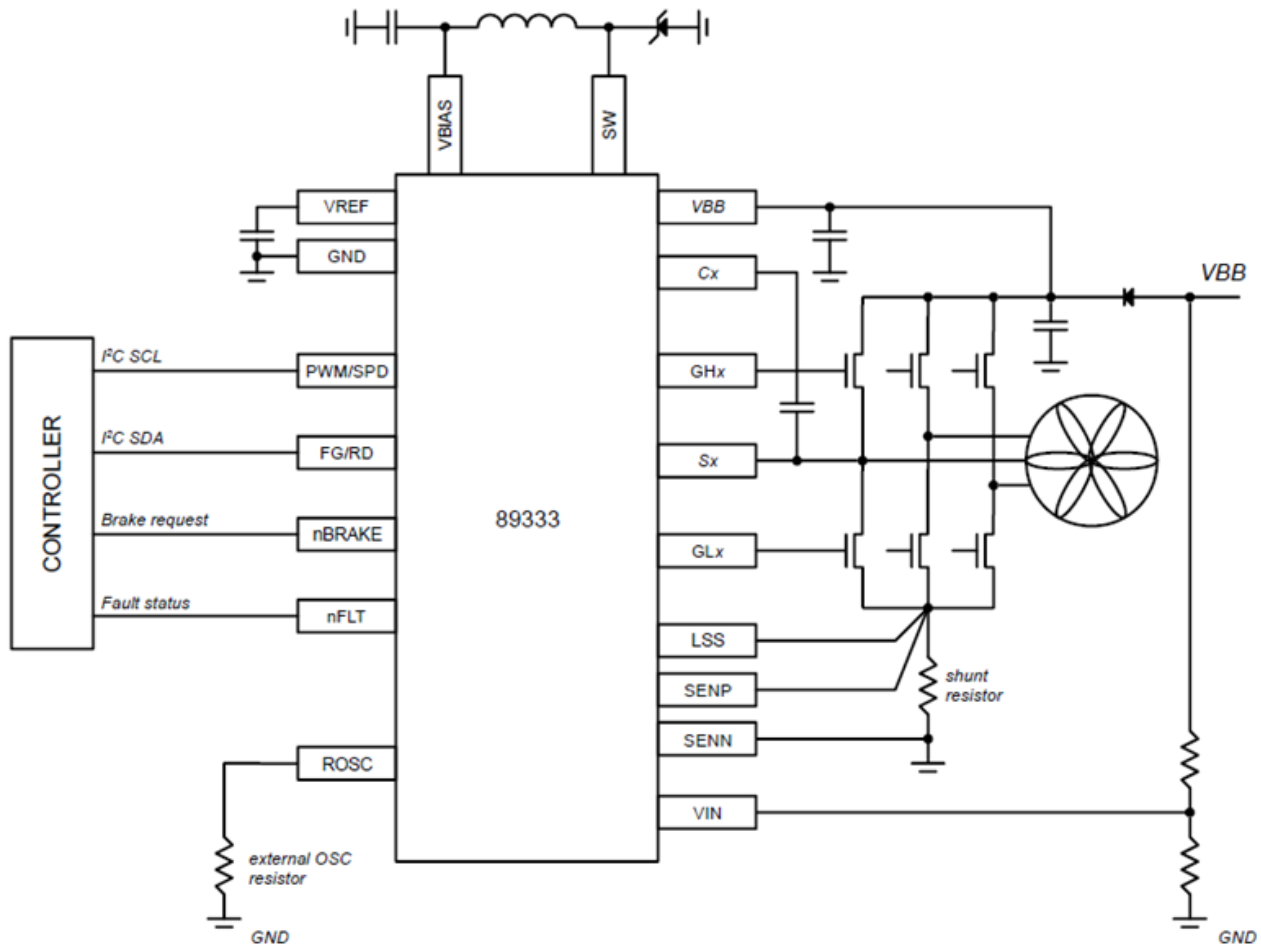 VBIAS
SW
VREF
GND
VBB
Cx
VBB
CONTROLLER
I²C SCL
PWM/SPD
GHx
I²C SDA
FG/RD
Sx
89333
Brake request
nBRAKE
GLx
Fault status
nFLT
LSS
SENP
shunt
resistor
SENN
ROSC
VIN
external OSC
resistor
GND
GND